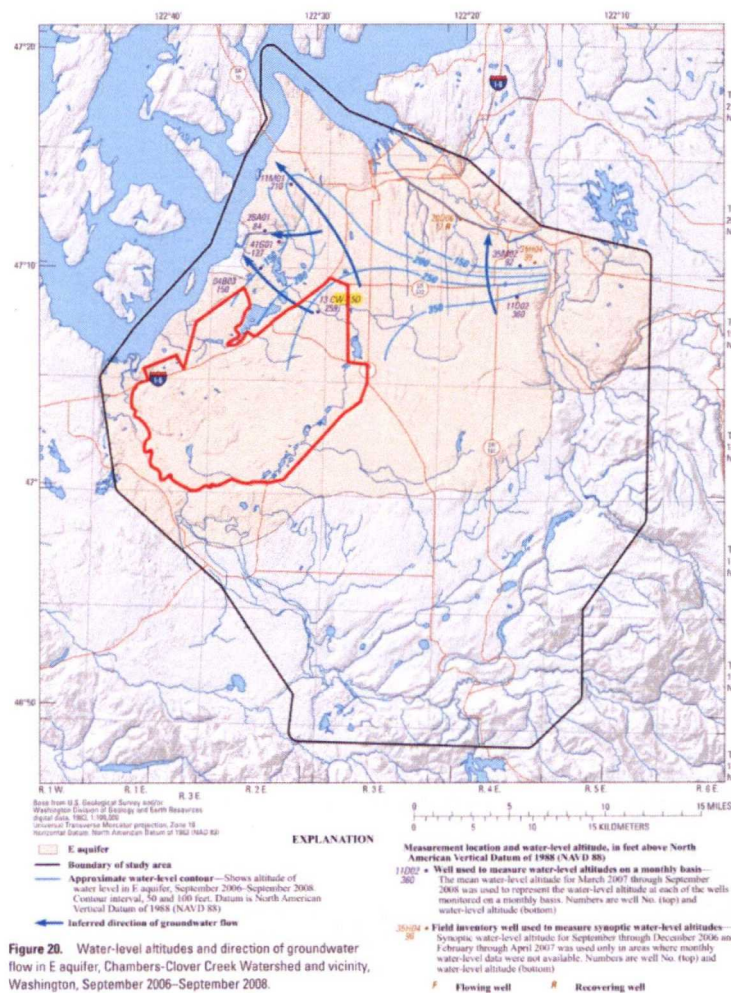 122°40' 122°30' 122°20' 122°10'
47°20'
11M01
210
35A01
84
41G01
137
04B03
150
20Q06
51 R
350
11D02
360
47°10'
200
250
150
13 CW-15D
47°
46°50'
R. 1 W. R. 1 E. R. 2 E. R. 3 E. R. 3 E. R. 4 E. R. 5 E. R. 6 E.
Base from U.S. Geological Survey and/or
Washington Division of Geology and Earth Resources
digital data, 1983, 1:100,000
Universal Transverse Mercator projection, Zone 10
Horizontal Datum: North American Datum of 1983 (NAD 83)
0 5 10 15 MILES
0 5 10 15 KILOMETERS
EXPLANATION
E aquifer
Boundary of study area
Approximate water-level contour—Shows altitude of
water level in E aquifer, September 2006–September 2008.
Contour interval, 50 and 100 feet. Datum is North American
Vertical Datum of 1988 (NAVD 88)
Inferred direction of groundwater flow
Measurement location and water-level altitude, in feet above North
American Vertical Datum of 1988 (NAVD 88)
11D02
360
Well used to measure water-level altitudes on a monthly basis—
The mean water-level altitude for March 2007 through September
2008 was used to represent the water-level altitude at each of the wells
monitored on a monthly basis. Numbers are well No. (top) and
water-level altitude (bottom)
Field inventory well used to measure synoptic water-level altitudes—
Synoptic water-level altitude for September through December 2006 an
February through April 2007 was used only in areas where monthly
water-level data were not available. Numbers are well No. (top) and
water-level altitude (bottom)
F Flowing well R Recovering well
Figure 20. Water-level altitudes and direction of groundwater
flow in E aquifer, Chambers-Clover Creek Watershed and vicinity,
Washington, September 2006–September 2008.